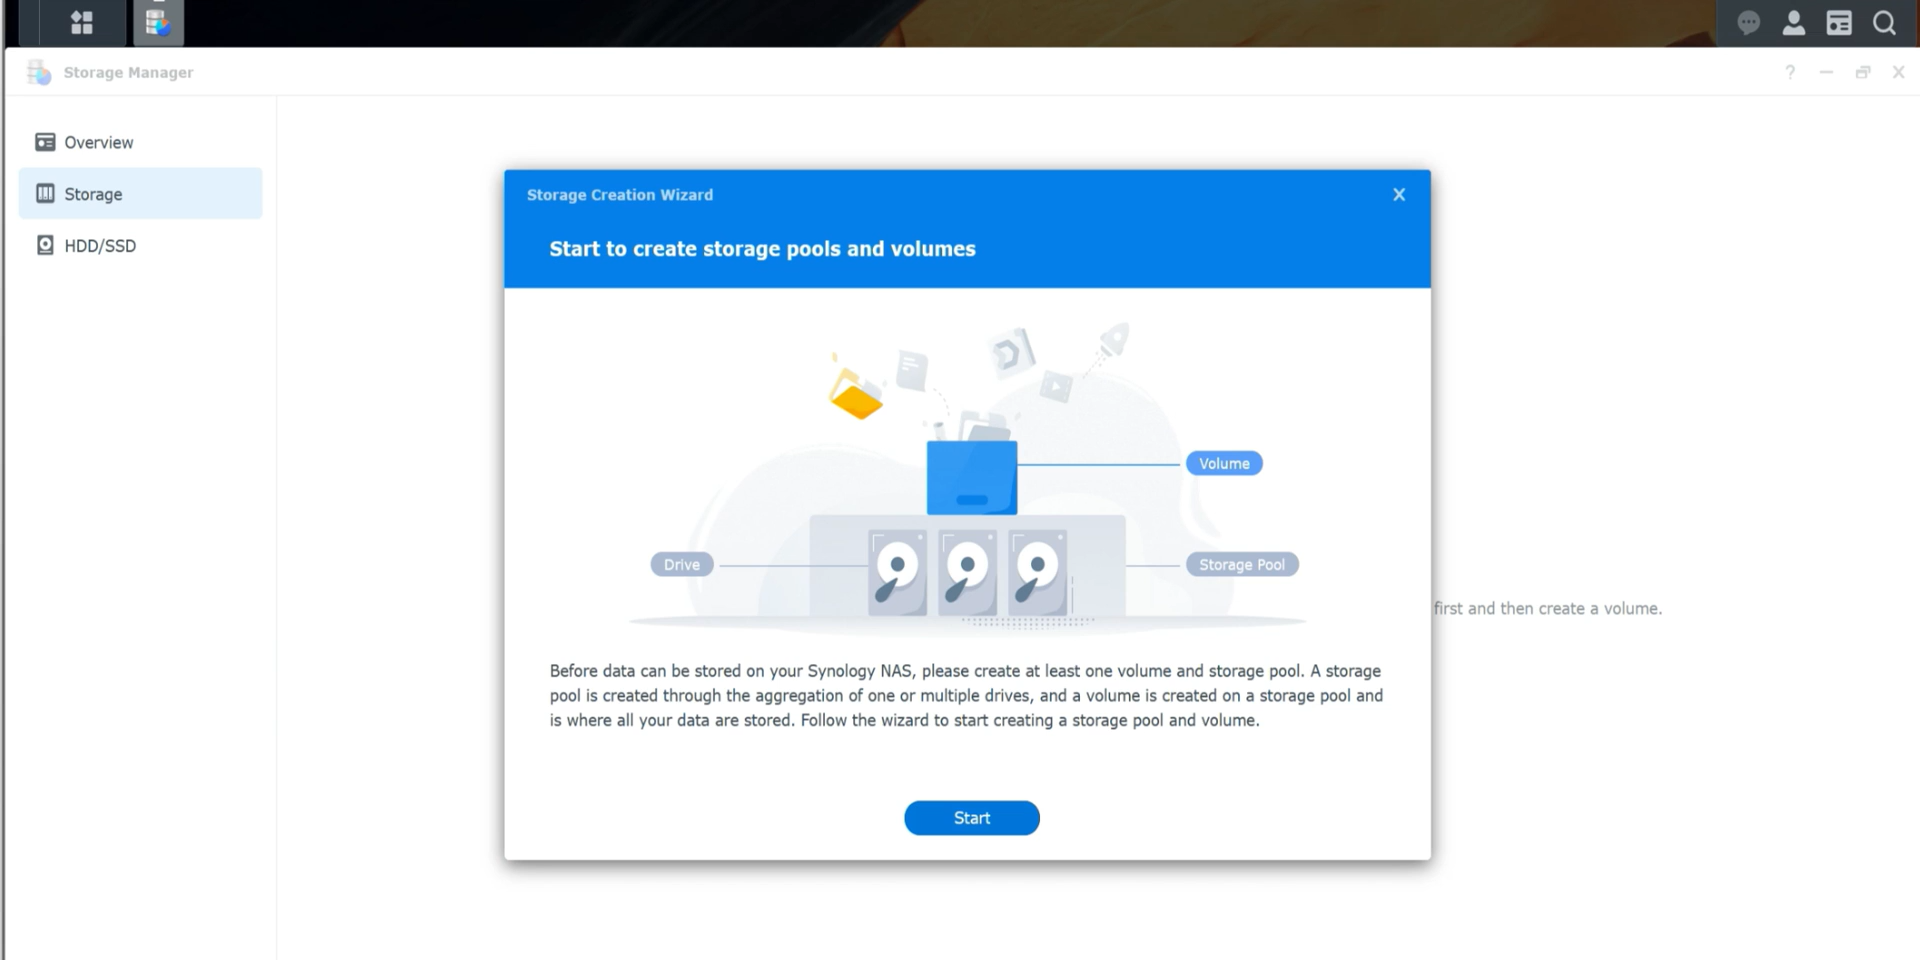 Storage Manager
?
Overview
Storage
HDD/SSD
Storage Creation Wizard
X
Start to create storage pools and volumes
Volume
Drive
Storage Pool
first and then create a volume.
Before data can be stored on your Synology NAS, please create at least one volume and storage pool. A storage
pool is created through the aggregation of one or multiple drives, and a volume is created on a storage pool and
is where all your data are stored. Follow the wizard to start creating a storage pool and volume.
Start